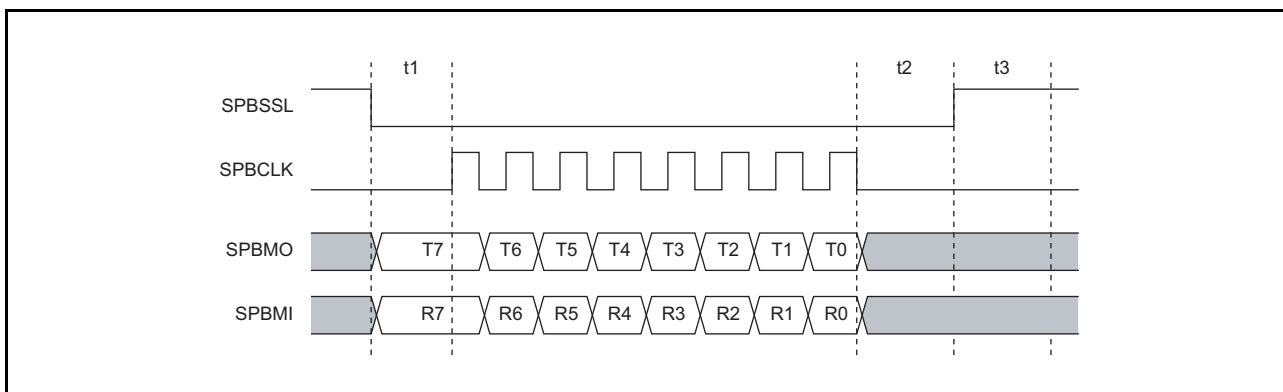 t1 t2 t3
SPBSSL
SPBCLK
SPBMO T7 T6 T5 T4 T3 T2 T1 T0
SPBMI R7 R6 R5 R4 R3 R2 R1 R0